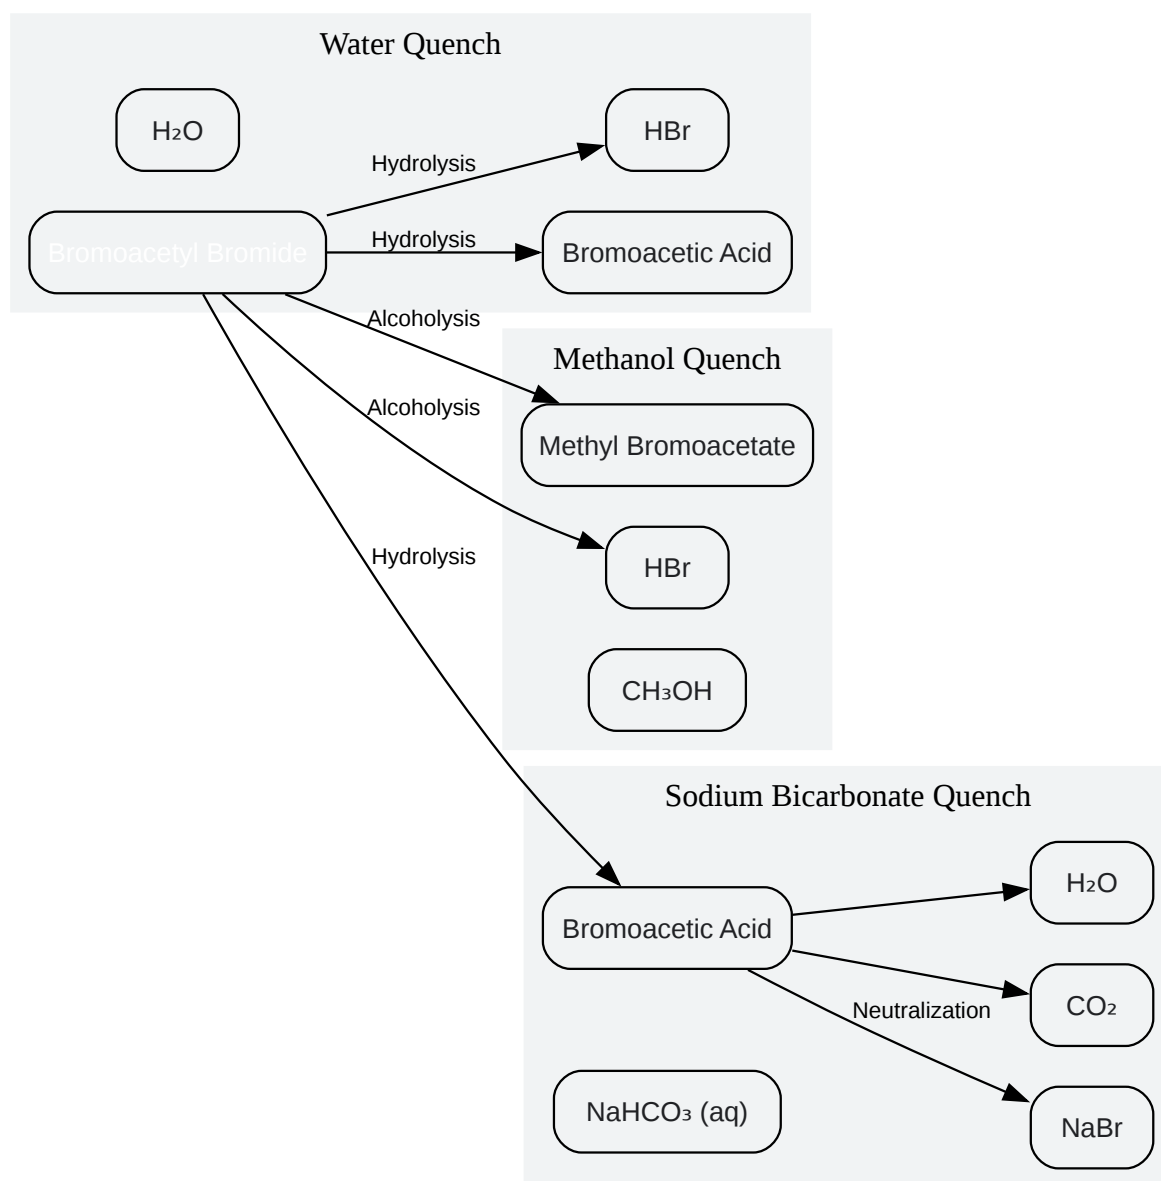 Water Quench
H₂O
HBr
Hydrolysis
Bromoacetyl Bromide
Hydrolysis
Bromoacetic Acid
Alcoholysis
Methanol Quench
Alcoholysis
Methyl Bromoacetate
Hydrolysis
HBr
CH₃OH
Sodium Bicarbonate Quench
H₂O
Bromoacetic Acid
CO₂
Neutralization
NaHCO₃ (aq)
NaBr